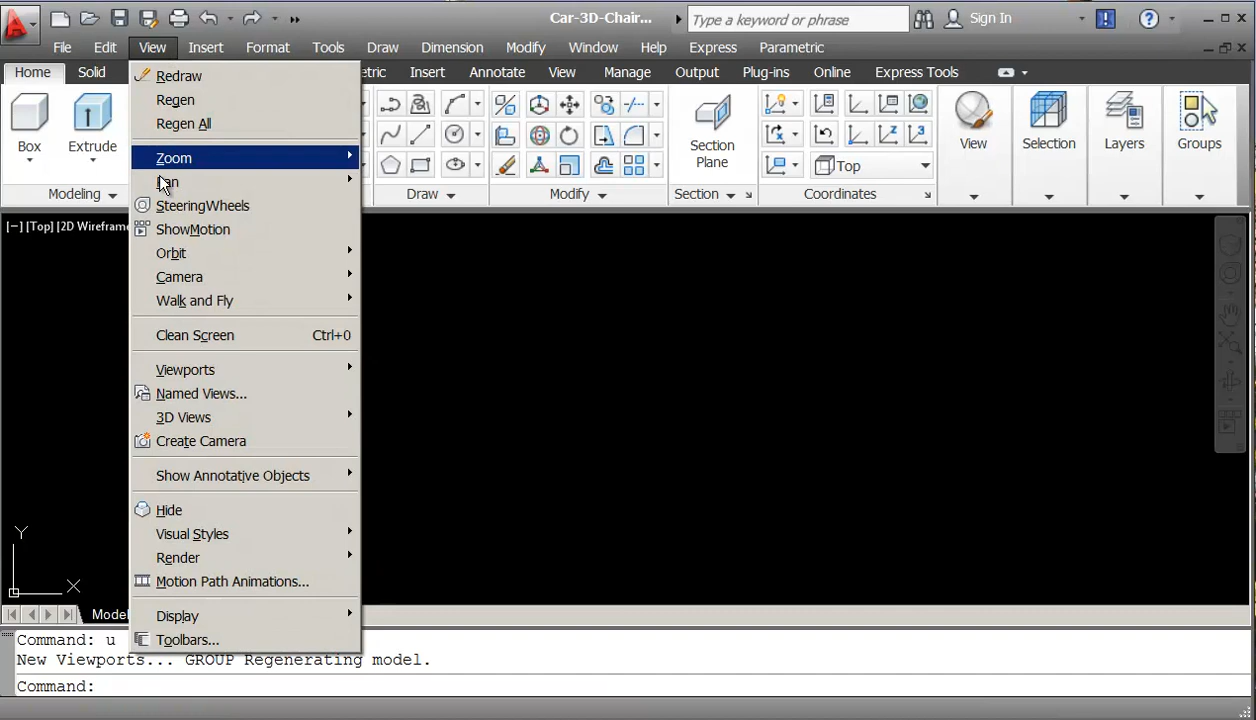 Car-3D-Chair...
Type a keyword or phrase
Sign In
File Edit View Insert Format Tools Draw Dimension Modify Window Help Express Parametric
Home Solid etric Insert Annotate View Manage Output Plug-ins Online Express Tools
Redraw
Regen
Regen All
Zoom
SteeringWheels
ShowMotion
Orbit
Camera
Walk and Fly
Clean Screen Ctrl+0
Viewports
Named Views...
3D Views
Create Camera
Show Annotative Objects
Hide
Visual Styles
Render
Motion Path Animations...
Display
Toolbars...
Box Extrude
Modeling
Draw
Modify
Section
Plane
Top
Coordinates
View
Selection
Layers
Groups
[−] [Top] [2D Wirefram
Y
X
Model
Command: u
New Viewports... GROUP Regenerating model.
Command: